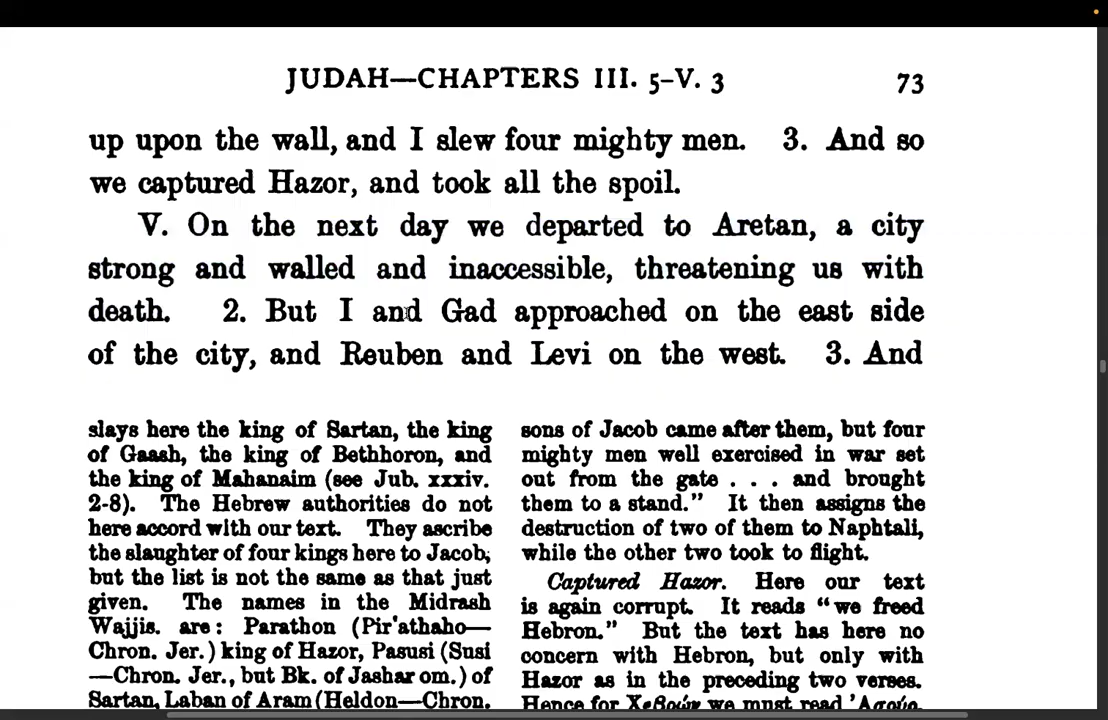 JUDAH—CHAPTERS III. 5–V. 3 73
up upon the wall, and I slew four mighty men. 3. And so
we captured Hazor, and took all the spoil.
V. On the next day we departed to Aretan, a city
strong and walled and inaccessible, threatening us with
death. 2. But I and Gad approached on the east side
of the city, and Reuben and Levi on the west. 3. And
slays here the king of Sartan, the king
of Gaash, the king of Bethhoron, and
the king of Mahanaim (see Jub. xxxiv.
2-8). The Hebrew authorities do not
here accord with our text. They ascribe
the slaughter of four kings here to Jacob,
but the list is not the same as that just
given. The names in the Midrash
Wajjis. are: Parathon (Pir'athaho—
Chron. Jer.) king of Hazor, Pasusi (Susi
—Chron. Jer., but Bk. of Jashar om.) of
Sartan, Laban of Aram (Heldon—Chron.
sons of Jacob came after them, but four
mighty men well exercised in war set
out from the gate . . . and brought
them to a stand." It then assigns the
destruction of two of them to Naphtali,
while the other two took to flight.
Captured Hazor. Here our text
is again corrupt. It reads "we freed
Hebron." But the text has here no
concern with Hebron, but only with
Hazor as in the preceding two verses.
Hence for Χεβρών we must read 'Ασούρ.